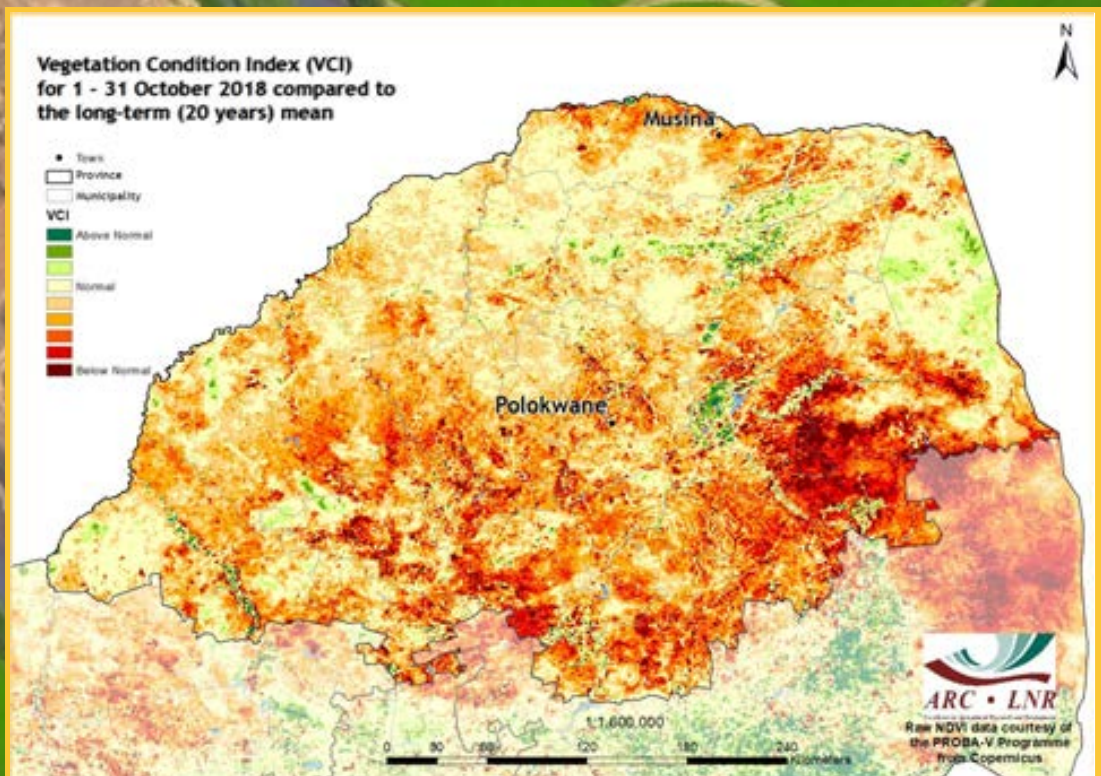 Vegetation Condition Index (VCI)
for 1 - 31 October 2018 compared to
the long-term (20 years) mean
N
Town
Province
Municipality
VCI
Above Normal
Normal
Below Normal
Musina
Polokwane
1:1,600,000
0
120
180
240
Kilometers
ARC • LNR
Raw NDVI data courtesy of
the PROBA-V Programme
from Copernicus